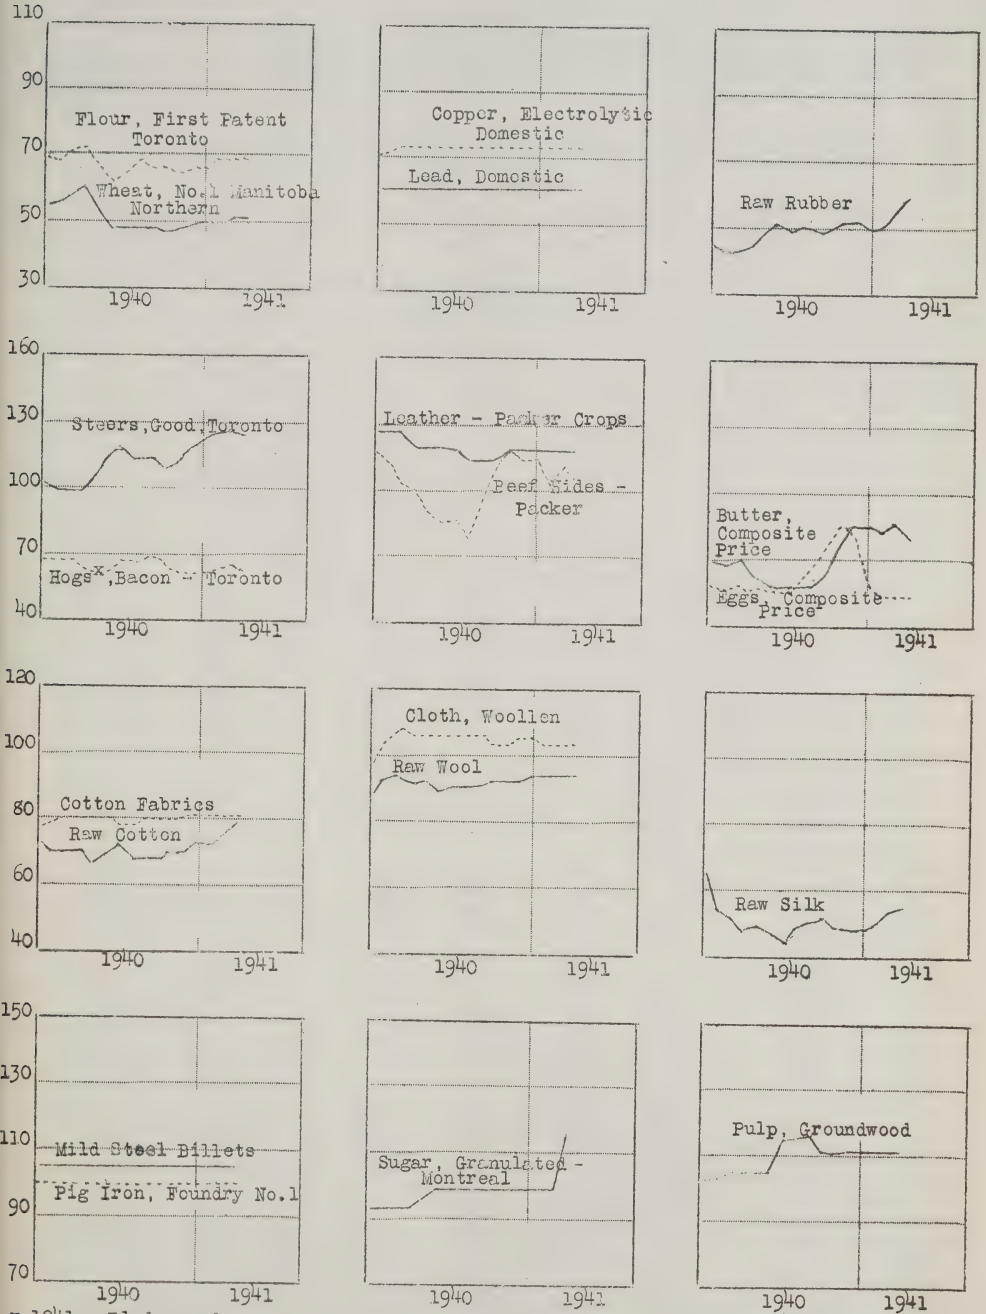 110
90
70
50
30
Flour, First Patent
Toronto
Wheat, No.1 Manitoba
Northern
1940
1941
Copper, Electrolytic
Domestic
Lead, Domestic
1940
1941
Raw Rubber
1940
1941
160
130
100
70
40
Steers,Good,Toronto
Hogsx,Bacon - Toronto
1940
1941
Leather - Packer Crops
Beef Hides -
Packer
1940
1941
Butter,
Composite
Price
Eggs, Composite
Price
1940
1941
120
100
80
60
40
Cotton Fabrics
Raw Cotton
1940
1941
Cloth, Woollen
Raw Wool
1940
1941
Raw Silk
1940
1941
150
130
110
90
70
Mild Steel Billets
Pig Iron, Foundry No.1
1940
1941
Sugar, Granulated -
Montreal
1940
1941
Pulp, Groundwood
1940
1941
1941